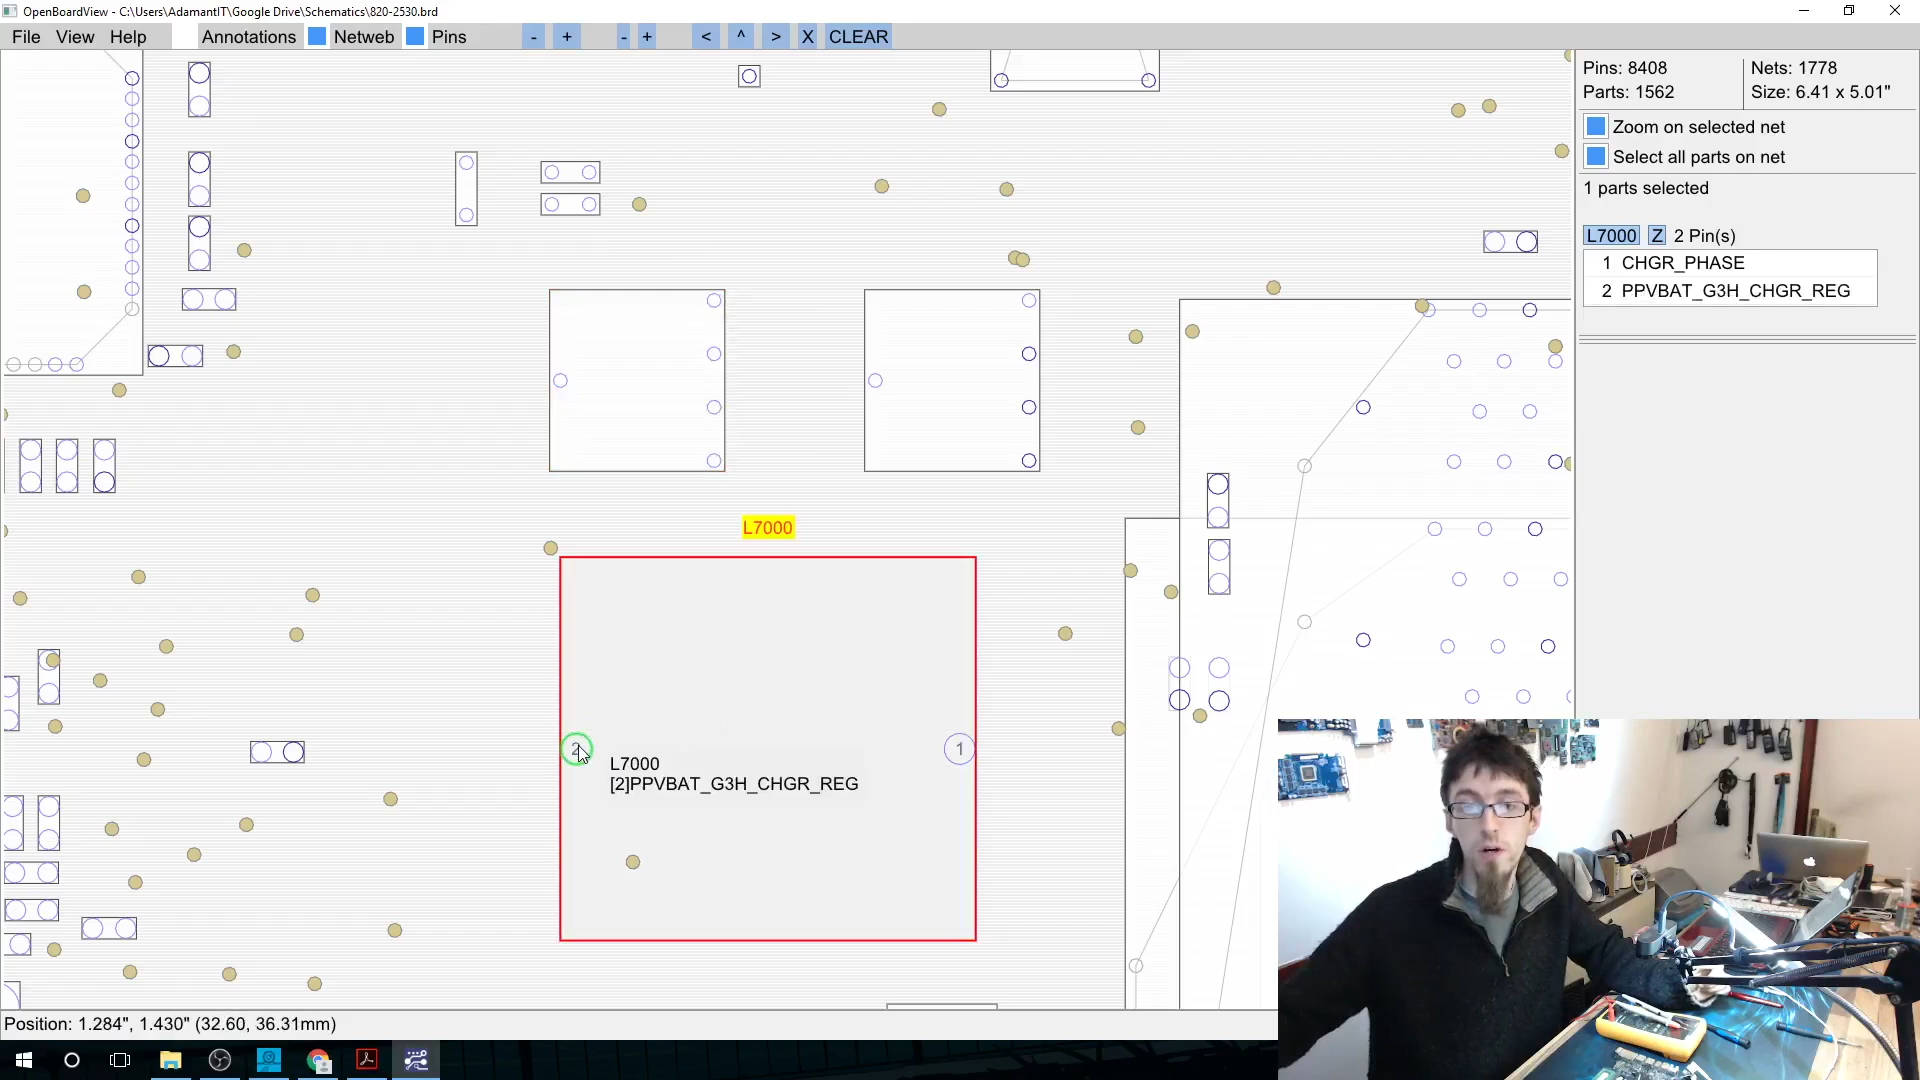 OpenBoardView - C:\Users\AdamantIT\Google Drive\Schematics\820-2530.brd
File View Help Annotations Netweb Pins - + - + < ^ > X CLEAR
Pins: 8408 Nets: 1778
Parts: 1562 Size: 6.41 x 5.01"
Zoom on selected net
Select all parts on net
1 parts selected
L7000 Z 2 Pin(s)
1 CHGR_PHASE
2 PPVBAT_G3H_CHGR_REG
L7000
2 1
L7000
[2]PPVBAT_G3H_CHGR_REG
Position: 1.284", 1.430" (32.60, 36.31mm)